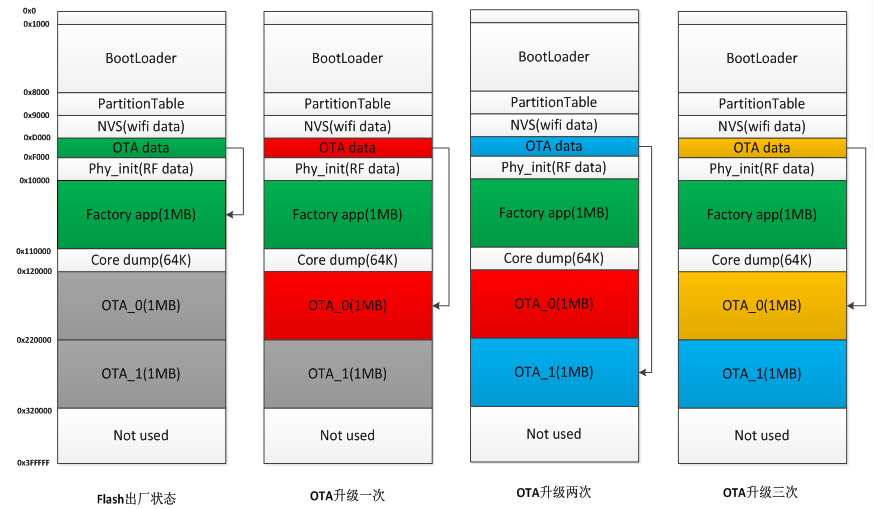 0x0
0x1000
BootLoader
0x8000
PartitionTable
0x9000
NVS(wifi data)
0xD000
OTA data
0xF000
Phy_init(RF data)
0x10000
Factory app(1MB)
0x110000
Core dump(64K)
0x120000
OTA_0(1MB)
0x220000
OTA_1(1MB)
0x320000
Not used
0x3FFFFF
Flash出厂状态
BootLoader
PartitionTable
NVS(wifi data)
OTA data
Phy_init(RF data)
Factory app(1MB)
Core dump(64K)
OTA_0(1MB)
OTA_1(1MB)
Not used
OTA升级一次
BootLoader
PartitionTable
NVS(wifi data)
OTA data
Phy_init(RF data)
Factory app(1MB)
Core dump(64K)
OTA_0(1MB)
OTA_1(1MB)
Not used
OTA升级两次
BootLoader
PartitionTable
NVS(wifi data)
OTA data
Phy_init(RF data)
Factory app(1MB)
Core dump(64K)
OTA_0(1MB)
OTA_1(1MB)
Not used
OTA升级三次